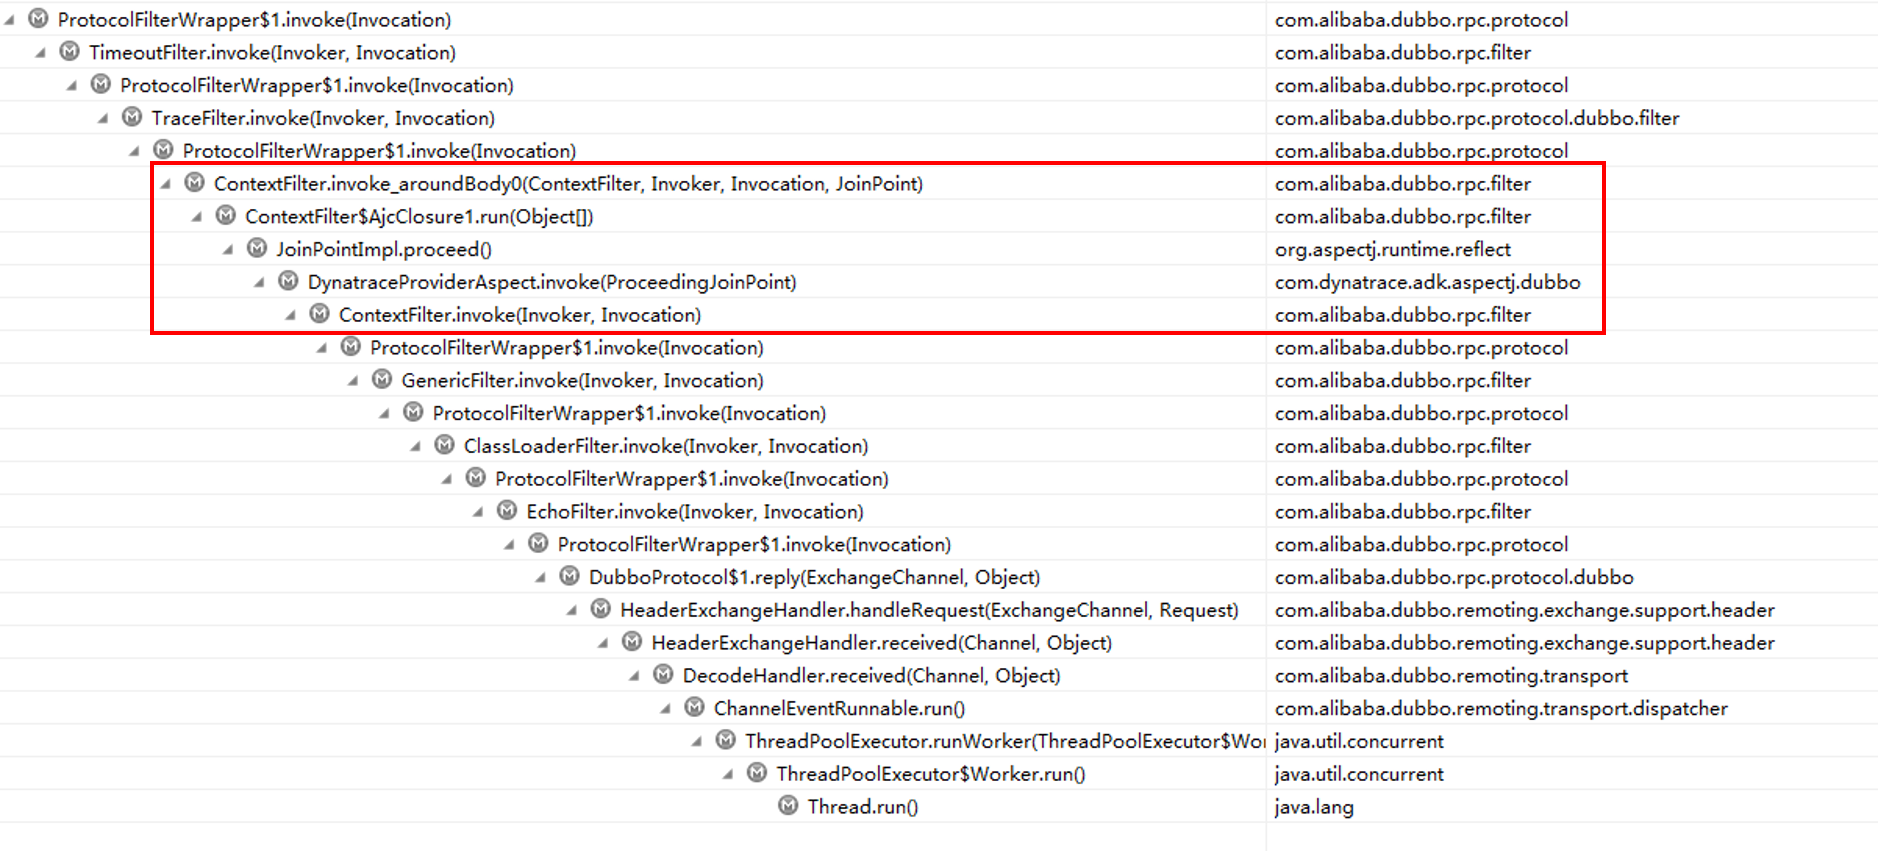 ProtocolFilterWrapper$1.invoke(Invocation) com.alibaba.dubbo.rpc.protocol
TimeoutFilter.invoke(Invoker, Invocation) com.alibaba.dubbo.rpc.filter
ProtocolFilterWrapper$1.invoke(Invocation) com.alibaba.dubbo.rpc.protocol
TraceFilter.invoke(Invoker, Invocation) com.alibaba.dubbo.rpc.protocol.dubbo.filter
ProtocolFilterWrapper$1.invoke(Invocation) com.alibaba.dubbo.rpc.protocol
ContextFilter.invoke_aroundBody0(ContextFilter, Invoker, Invocation, JoinPoint) com.alibaba.dubbo.rpc.filter
ContextFilter$AjcClosure1.run(Object[]) com.alibaba.dubbo.rpc.filter
JoinPointImpl.proceed() org.aspectj.runtime.reflect
DynatraceProviderAspect.invoke(ProceedingJoinPoint) com.dynatrace.adk.aspectj.dubbo
ContextFilter.invoke(Invoker, Invocation) com.alibaba.dubbo.rpc.filter
ProtocolFilterWrapper$1.invoke(Invocation) com.alibaba.dubbo.rpc.protocol
GenericFilter.invoke(Invoker, Invocation) com.alibaba.dubbo.rpc.filter
ProtocolFilterWrapper$1.invoke(Invocation) com.alibaba.dubbo.rpc.protocol
ClassLoaderFilter.invoke(Invoker, Invocation) com.alibaba.dubbo.rpc.filter
ProtocolFilterWrapper$1.invoke(Invocation) com.alibaba.dubbo.rpc.protocol
EchoFilter.invoke(Invoker, Invocation) com.alibaba.dubbo.rpc.filter
ProtocolFilterWrapper$1.invoke(Invocation) com.alibaba.dubbo.rpc.protocol
DubboProtocol$1.reply(ExchangeChannel, Object) com.alibaba.dubbo.rpc.protocol.dubbo
HeaderExchangeHandler.handleRequest(ExchangeChannel, Request) com.alibaba.dubbo.remoting.exchange.support.header
HeaderExchangeHandler.received(Channel, Object) com.alibaba.dubbo.remoting.exchange.support.header
DecodeHandler.received(Channel, Object) com.alibaba.dubbo.remoting.transport
ChannelEventRunnable.run() com.alibaba.dubbo.remoting.transport.dispatcher
ThreadPoolExecutor.runWorker(ThreadPoolExecutor$Wor java.util.concurrent
ThreadPoolExecutor$Worker.run() java.util.concurrent
Thread.run() java.lang